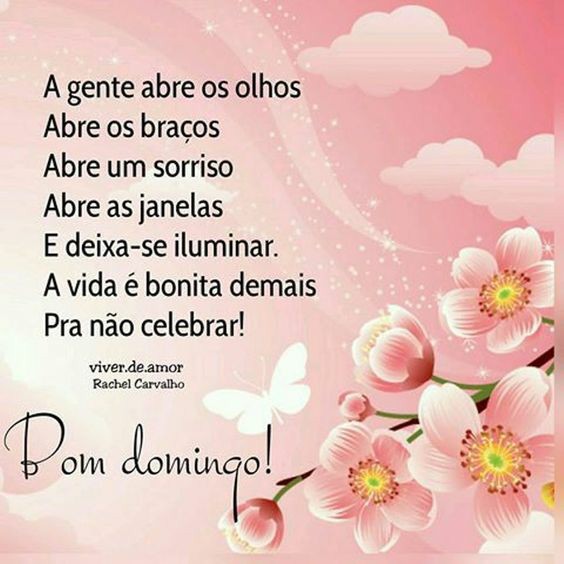 A gente abre os olhos
Abre os braços
Abre um sorriso
Abre as janelas
E deixa-se iluminar.
A vida é bonita demais
Pra não celebrar!
viver.de.amor
Rachel Carvalho
Bom domingo!